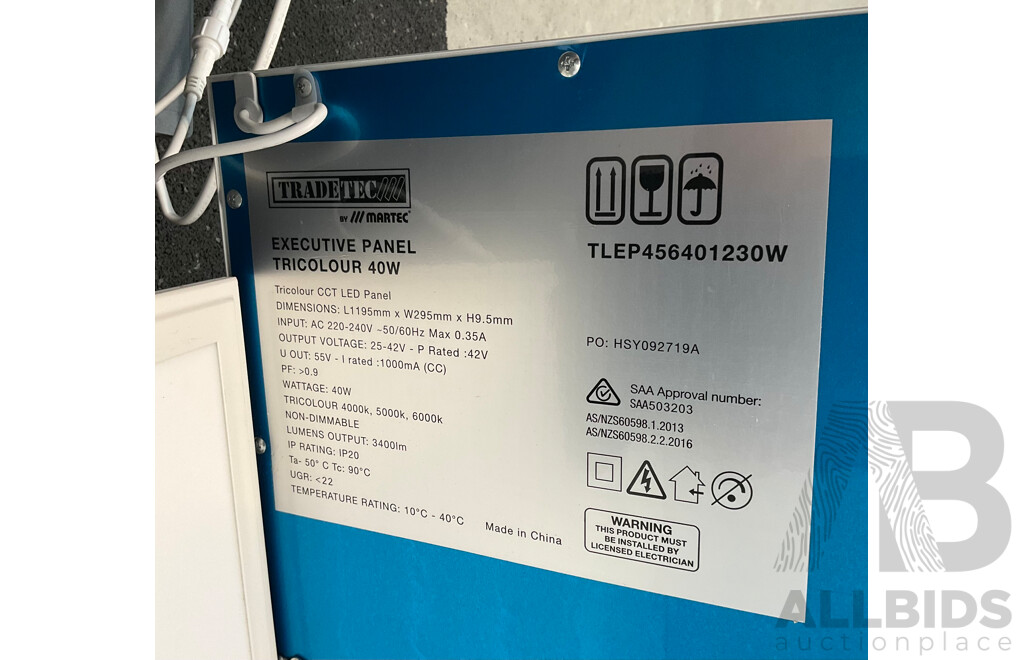 TRADETEC
BY MARTEC
EXECUTIVE PANEL
TRICOLOUR 40W
Tricolour CCT LED Panel
DIMENSIONS: L1195mm x W295mm x H9.5mm
INPUT: AC 220-240V ~50/60Hz Max 0.35A
OUTPUT VOLTAGE: 25-42V - P Rated :42V
U OUT: 55V - I rated :1000mA (CC)
PF: >0.9
WATTAGE: 40W
TRICOLOUR 4000k, 5000k, 6000k
NON-DIMMABLE
LUMENS OUTPUT: 3400lm
IP RATING: IP20
Ta- 50° C Tc: 90°C
UGR: <22
TEMPERATURE RATING: 10°C - 40°C
Made in China
TLEP456401230W
PO: HSY092719A
SAA Approval number:
SAA503203
AS/NZS60598.1.2013
AS/NZS60598.2.2.2016
WARNING
THIS PRODUCT MUST
BE INSTALLED BY
LICENSED ELECTRICIAN
AB
ALLBIDS
auctionplace